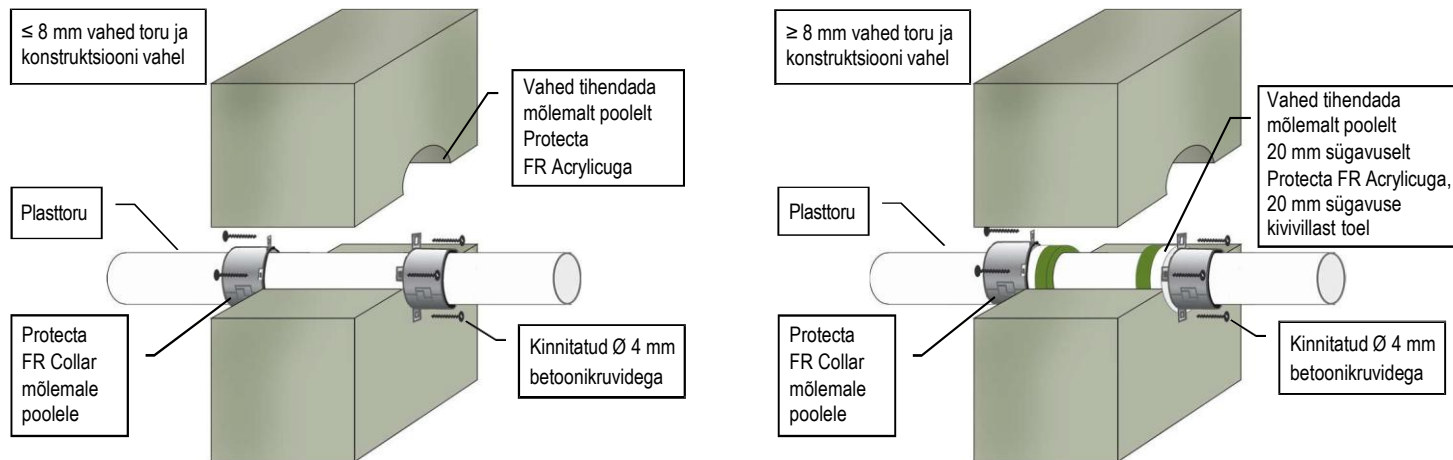 ≤ 8 mm vahed toru ja
konstruktsiooni vahel
Vahed tihendada
mõlemalt poolelt
Protecta
FR Acrylicuga
Plasttoru
Protecta
FR Collar
mõlemale
poolele
Kinnitatud Ø 4 mm
betoonikruvidega
≥ 8 mm vahed toru ja
konstruktsiooni vahel
Vahed tihendada
mõlemalt poolelt
20 mm sügavuselt
Protecta FR Acrylicuga,
20 mm sügavuse
kivivillast toel
Plasttoru
Protecta
FR Collar
mõlemale
poolele
Kinnitatud Ø 4 mm
betoonikruvidega